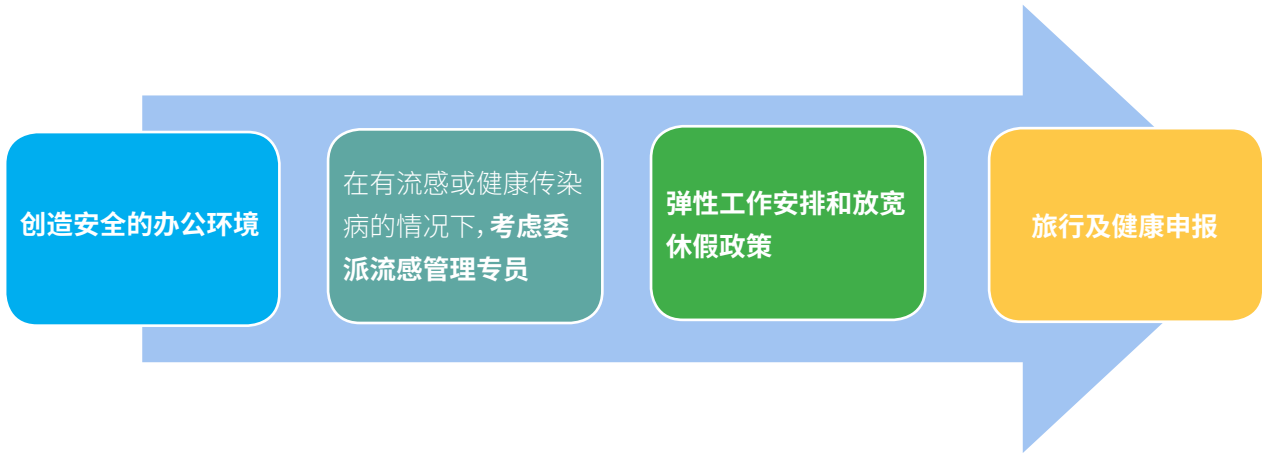 创造安全的办公环境
在有流感或健康传染
病的情况下，考虑委
派流感管理专员
弹性工作安排和放宽
休假政策
旅行及健康申报